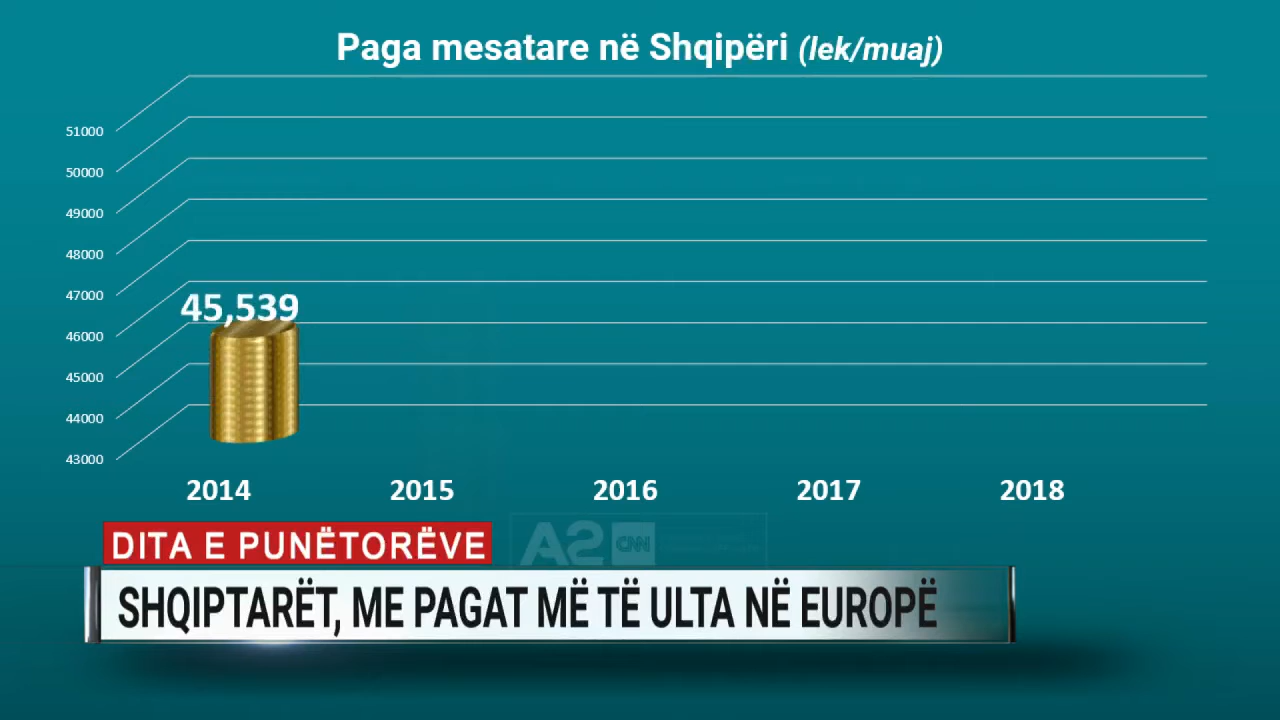 Paga mesatare në Shqipëri (lek/muaj)
51000
50000
49000
48000
47000
46000
45000
44000
43000
45,539
2014 2015 2016 2017 2018
A2 CNN
DITA E PUNËTORËVE
SHQIPTARËT, ME PAGAT MË TË ULTA NË EUROPË